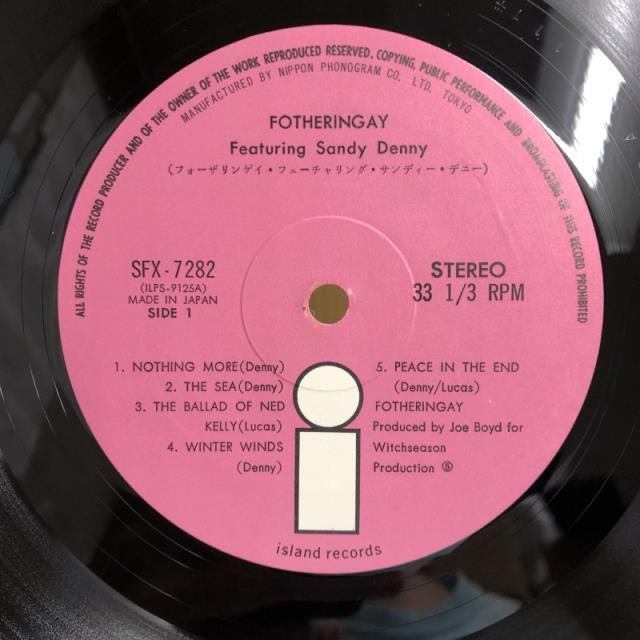 ALL RIGHTS OF THE RECORD PRODUCER AND OF THE OWNER OF THE WORK REPRODUCED RESERVED. COPYING, PUBLIC PERFORMANCE AND BROADCASTING OF THIS RECORD PROHIBITED
MANUFACTURED BY NIPPON PHONOGRAM CO. LTD. TOKYO
FOTHERINGAY
Featuring Sandy Denny
(フォーザリンゲイ・フューチャリング・サンディー・デニー)
SFX-7282
(ILPS-9125A)
MADE IN JAPAN
SIDE 1
STEREO
33 1/3 RPM
1. NOTHING MORE(Denny)
2. THE SEA(Denny)
3. THE BALLAD OF NED
KELLY(Lucas)
4. WINTER WINDS
(Denny)
5. PEACE IN THE END
(Denny/Lucas)
FOTHERINGAY
Produced by Joe Boyd for
Witchseason
Production
i
island records